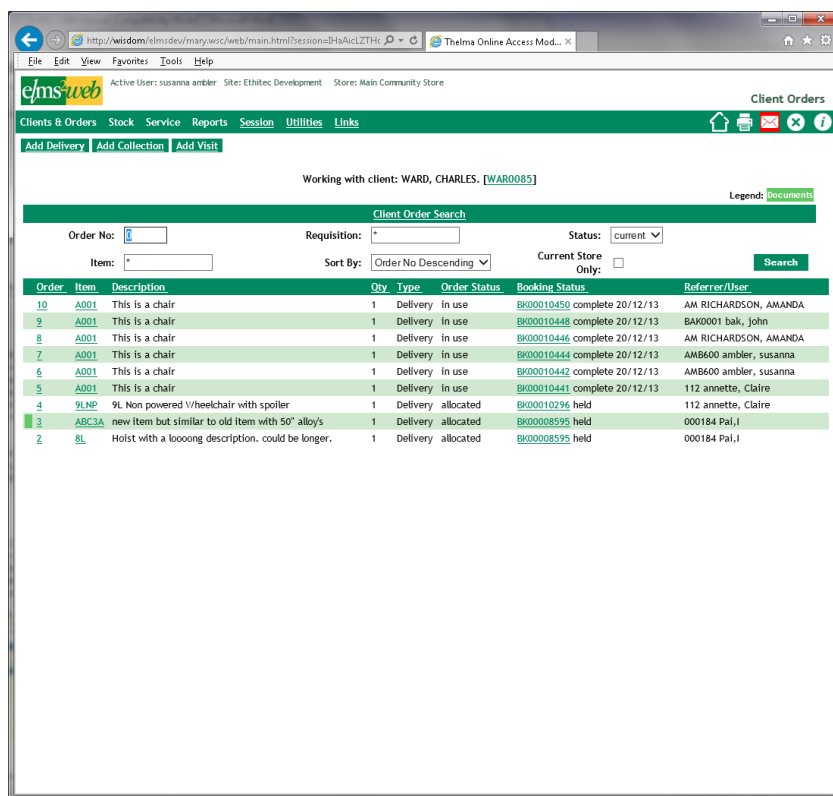 http://wisdom/elmsdev/mary.wsc/web/main.html?session=IHaAicLZTHc
Thelma Online Access Mod...
File Edit View Favorites Tools Help
elms2web
Active User: susanna ambler Site: Ethitec Development Store: Main Community Store
Client Orders
Clients & Orders Stock Service Reports Session Utilities Links
Add Delivery Add Collection Add Visit
Working with client: WARD, CHARLES. [WAR0085]
Legend: Documents
Client Order Search
Order No: 0 Requisition: * Status: current
Item: * Sort By: Order No Descending Current Store Only: Search
Order Item Description Qty Type Order Status Booking Status Referrer/User
10 A001 This is a chair 1 Delivery in use BK00010450 complete 20/12/13 AM RICHARDSON, AMANDA
9 A001 This is a chair 1 Delivery in use BK00010448 complete 20/12/13 BAK0001 bak, john
8 A001 This is a chair 1 Delivery in use BK00010446 complete 20/12/13 AM RICHARDSON, AMANDA
7 A001 This is a chair 1 Delivery in use BK00010444 complete 20/12/13 AMB600 ambler, susanna
6 A001 This is a chair 1 Delivery in use BK00010442 complete 20/12/13 AMB600 ambler, susanna
5 A001 This is a chair 1 Delivery in use BK00010441 complete 20/12/13 112 annette, Claire
4 9LNP 9L Non powered Wheelchair with spoiler 1 Delivery allocated BK00010296 held 112 annette, Claire
3 ABC3A new item but similar to old item with 50" alloy's 1 Delivery allocated BK00008595 held 000184 Pai,I
2 8L Hoist with a loooong description. could be longer. 1 Delivery allocated BK00008595 held 000184 Pai,I